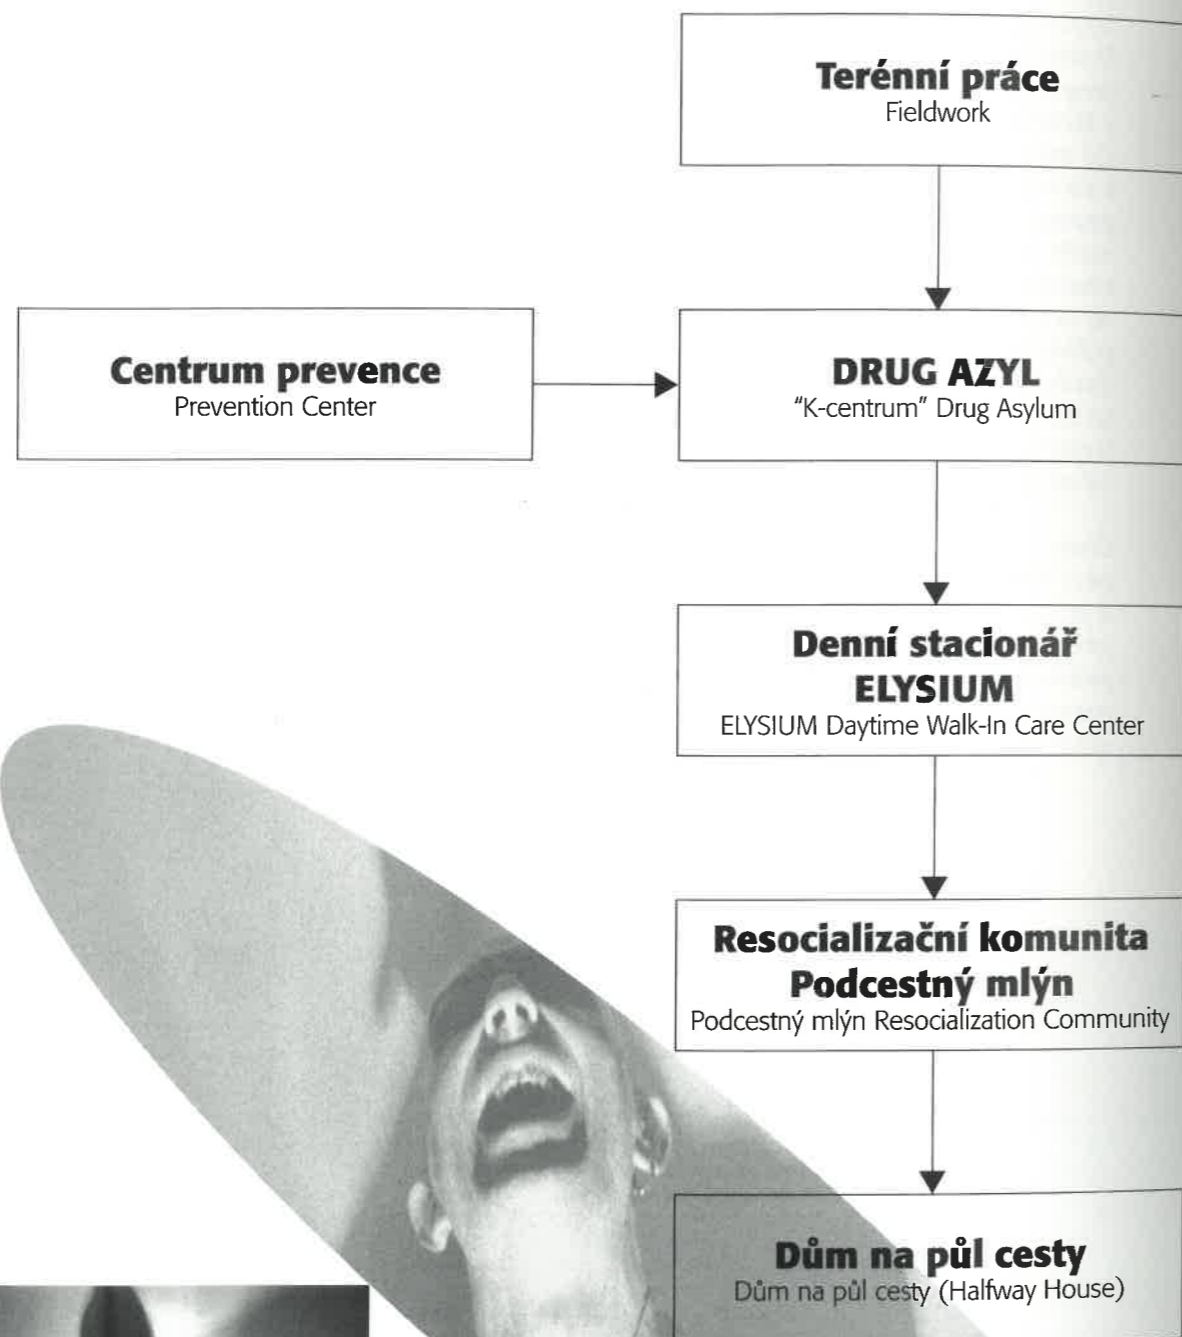 Terénní práce
Fieldwork
Centrum prevence
Prevention Center
DRUG AZYL
"K-centrum" Drug Asylum
Denní stacionář
ELYSIUM
ELYSIUM Daytime Walk-In Care Center
Resocializační komunita
Podcestný mlýn
Podcestný mlýn Resocialization Community
Dům na půl cesty
Dům na půl cesty (Halfway House)